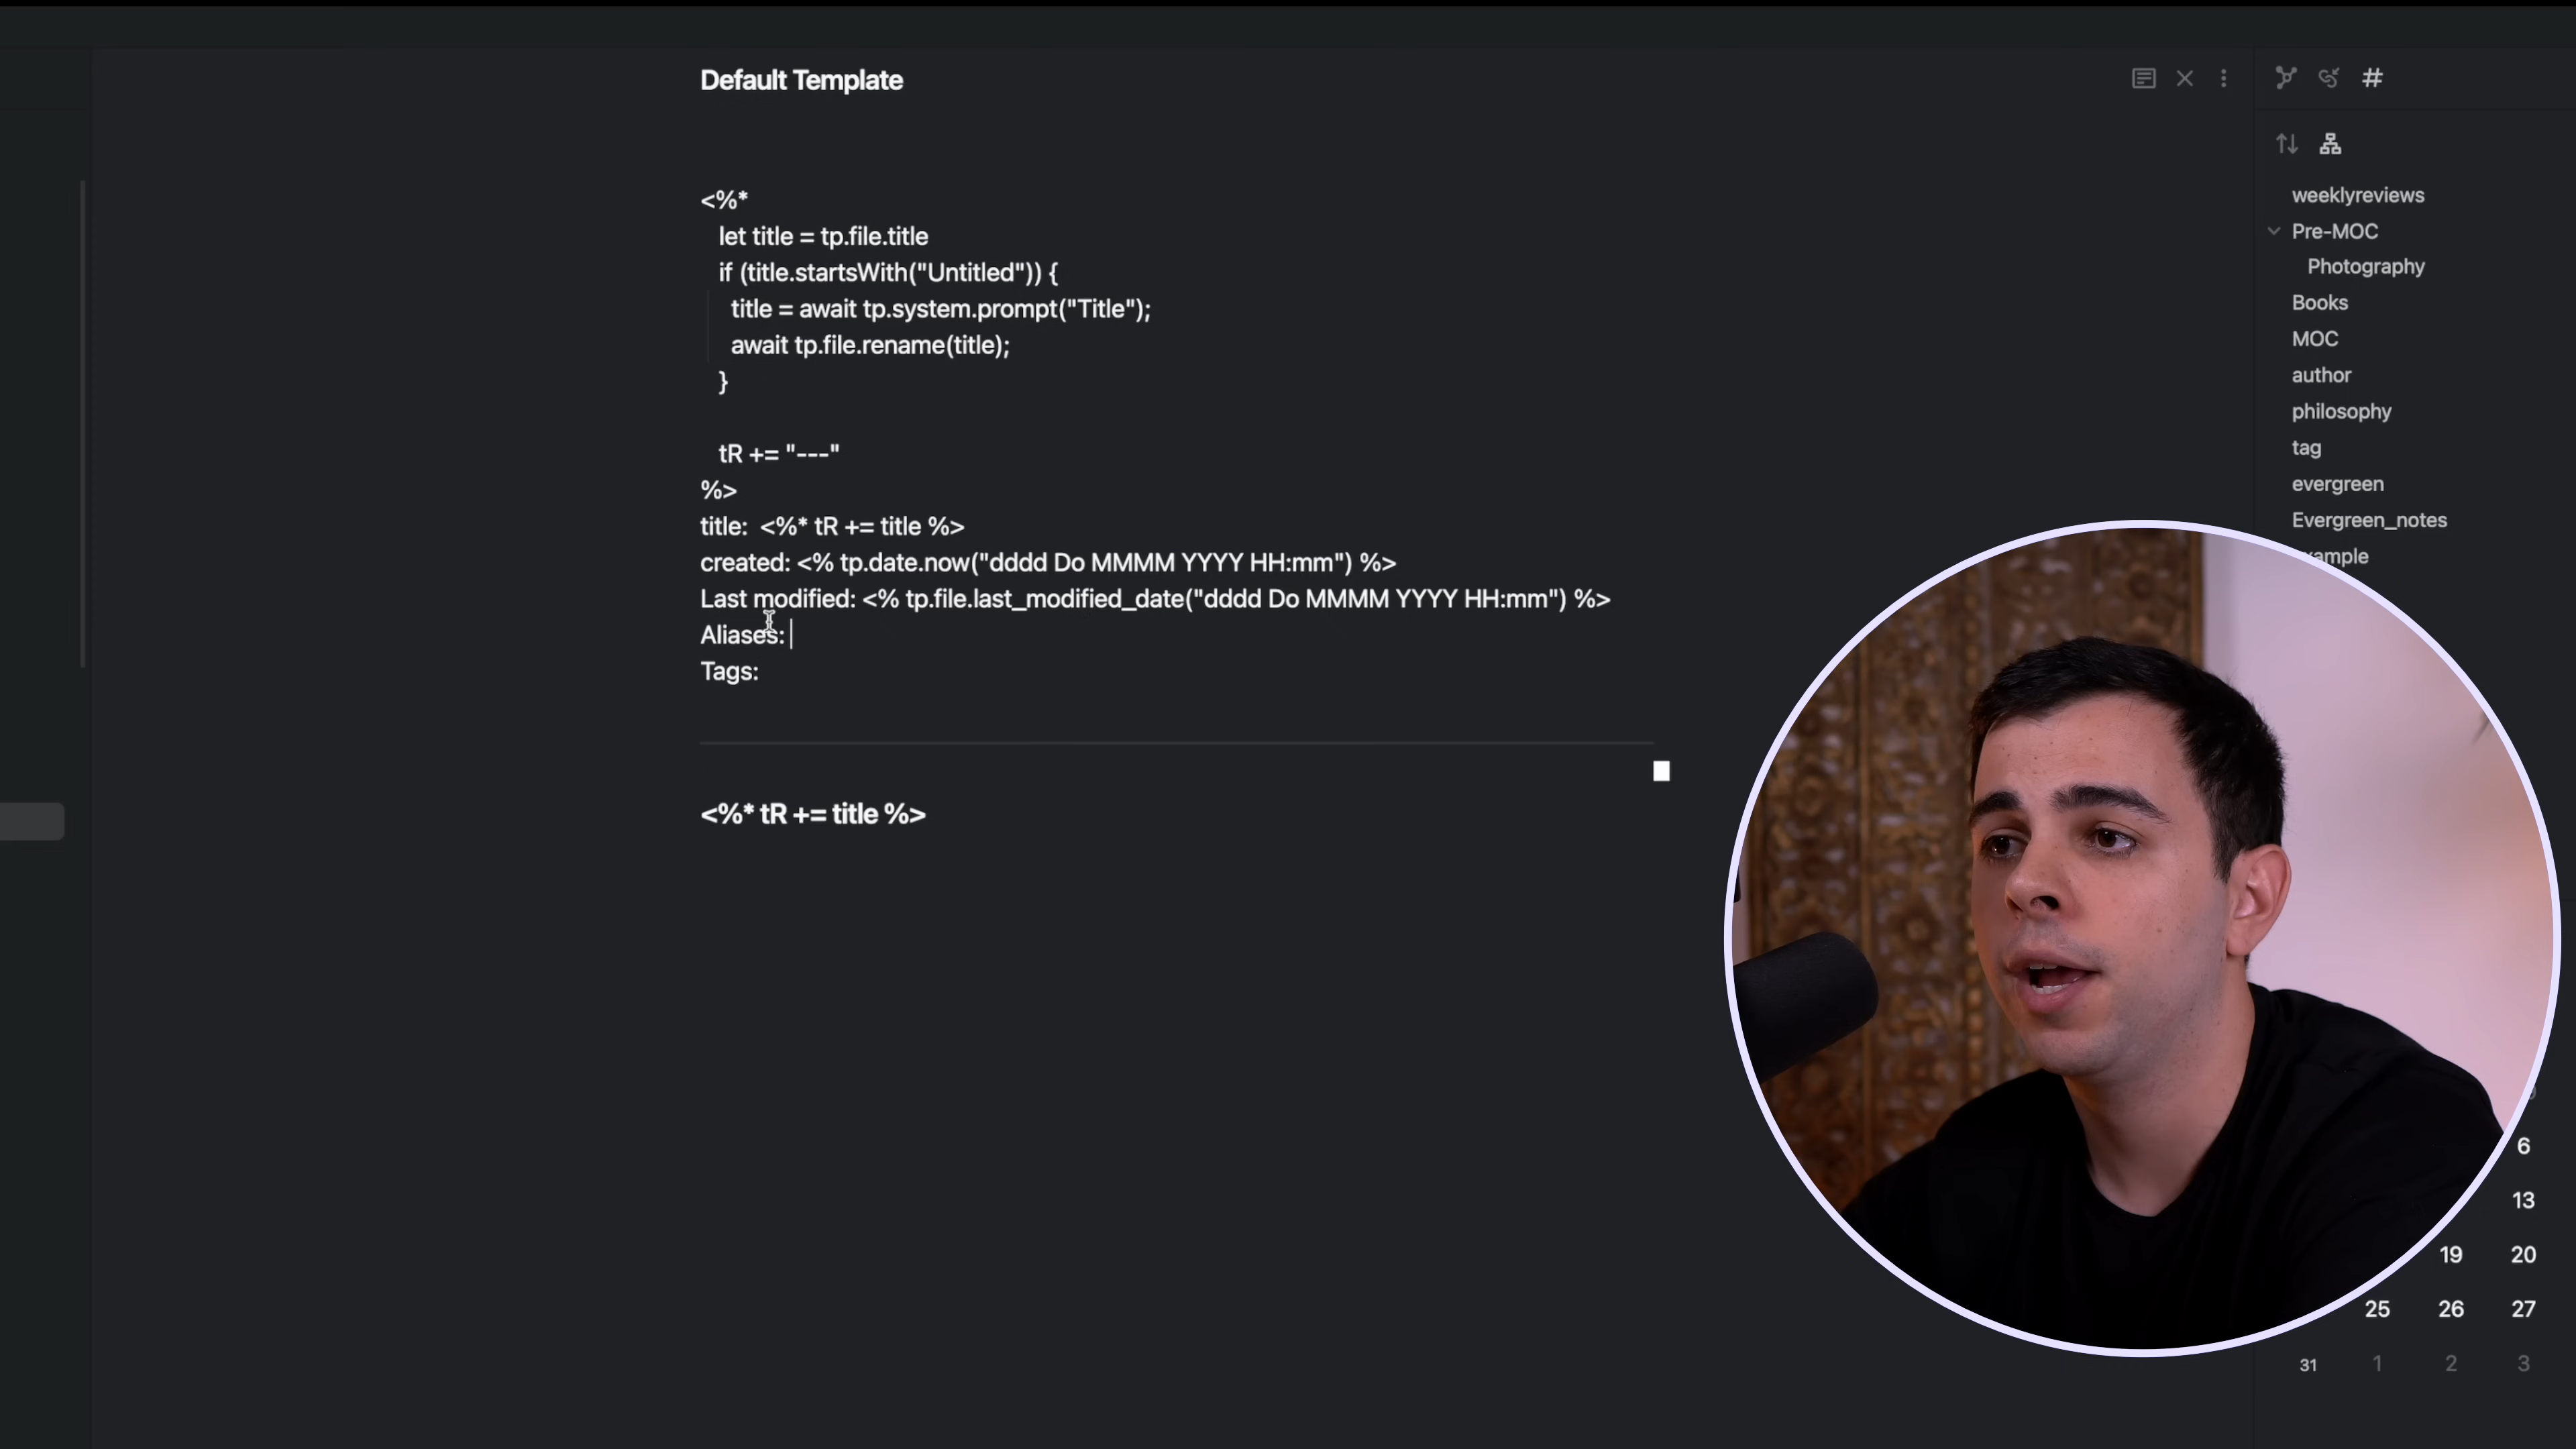 Default Template
<%*
let title = tp.file.title
if (title.startsWith("Untitled")) {
title = await tp.system.prompt("Title");
await tp.file.rename(title);
}
tR += "---"
%>
title:  <%* tR += title %>
created: <% tp.date.now("dddd Do MMMM YYYY HH:mm") %>
Last modified: <% tp.file.last_modified_date("dddd Do MMMM YYYY HH:mm") %>
Aliases:
Tags:
<%* tR += title %>
weeklyreviews
Pre-MOC
Photography
Books
MOC
author
philosophy
tag
evergreen
Evergreen_notes
6
13
19 20
25 26 27
31 1 2 3